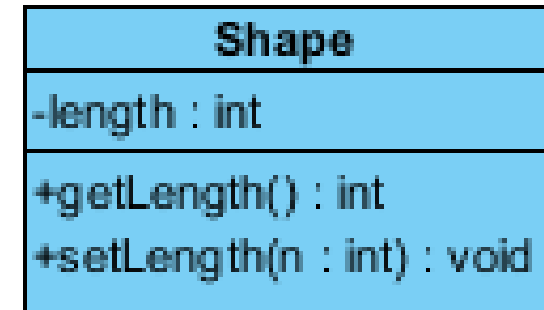 Shape
-length : int
+getLength() : int
+setLength(n : int) : void